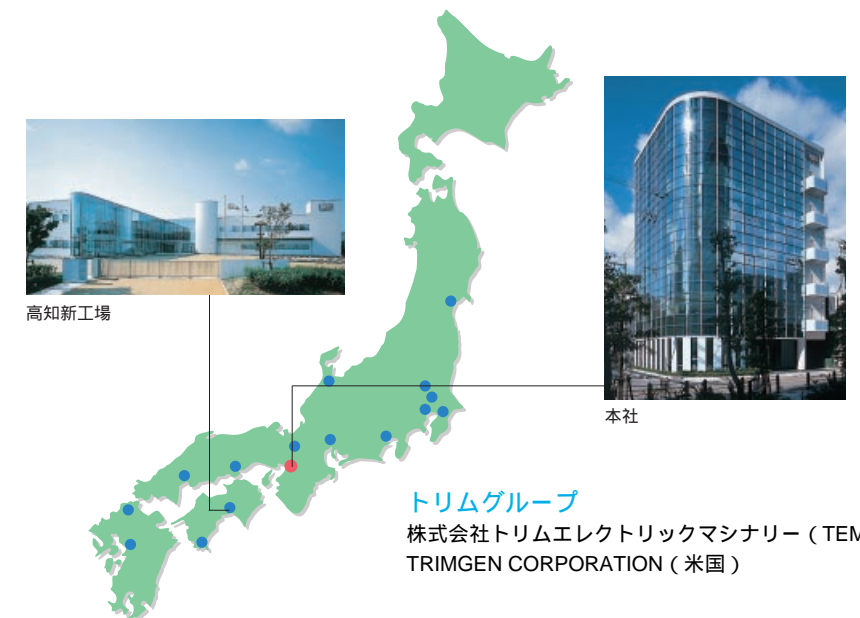 高知新工場
本社
トリムグループ
株式会社トリムエレクトリックマシナリー（TEM
TRIMGEN CORPORATION（米国）